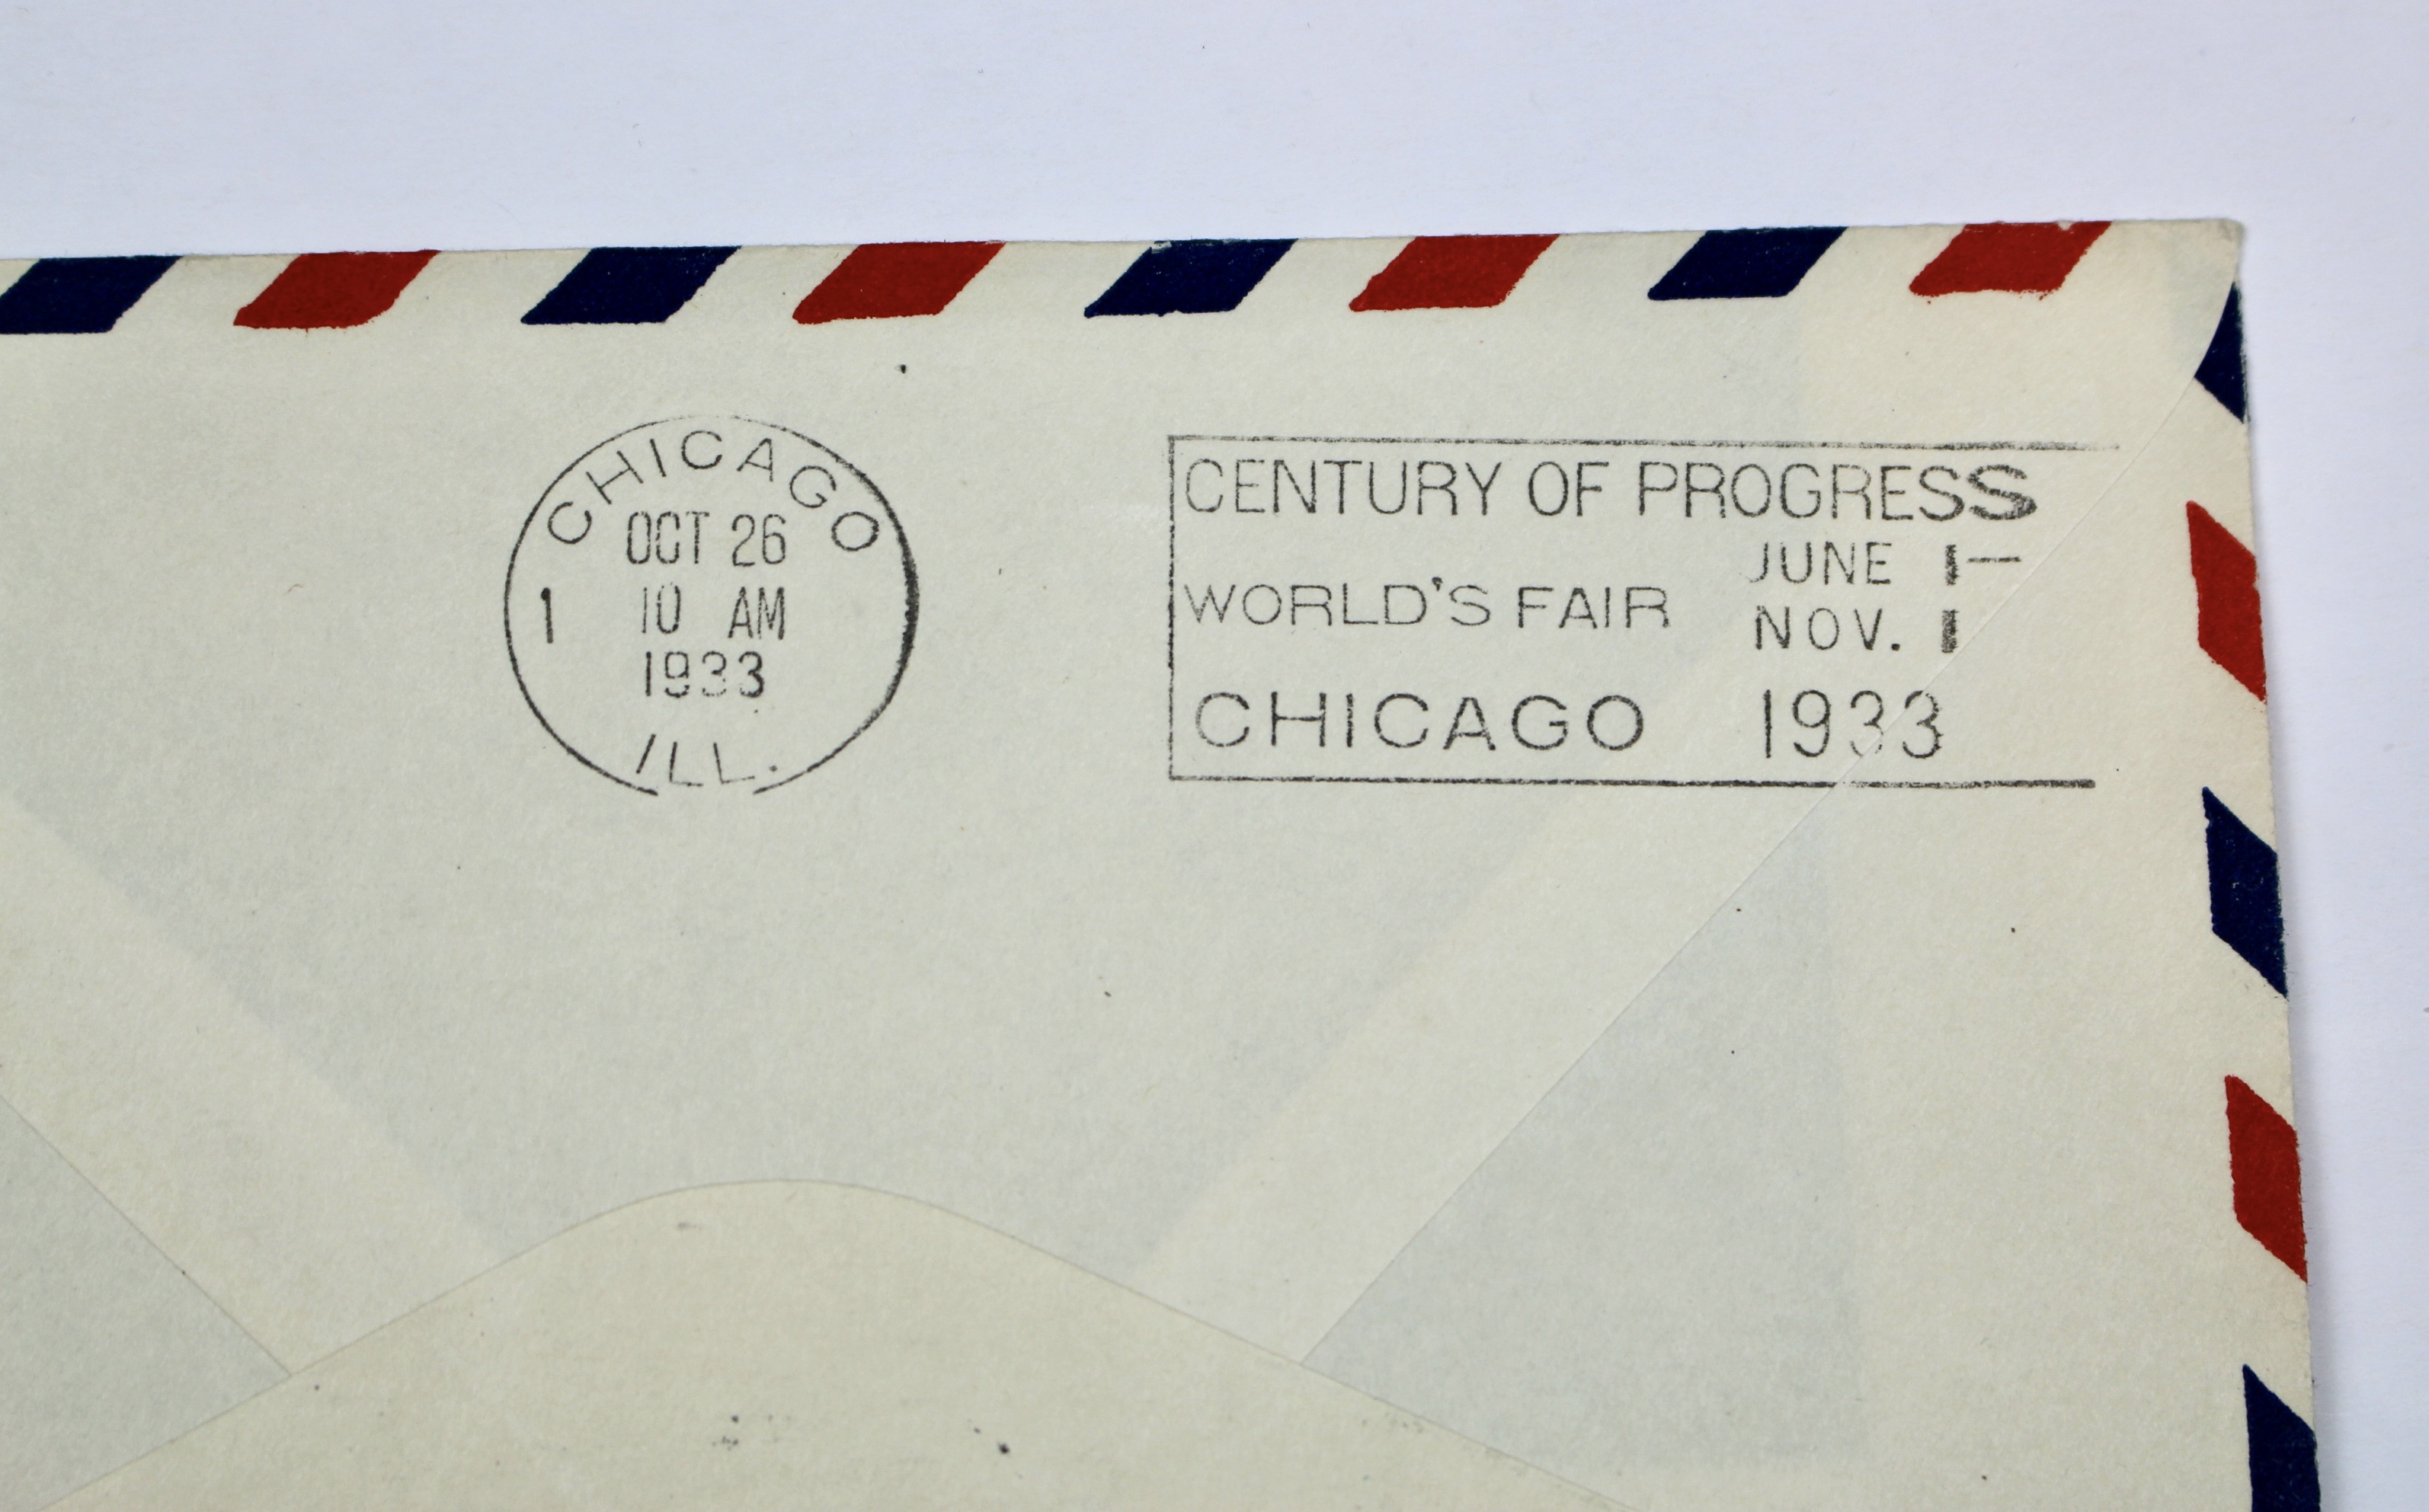 CHICAGO
OCT 26
1 10 AM
1933
ILL.
CENTURY OF PROGRESS
JUNE 1—
WORLD'S FAIR NOV. 1
CHICAGO 1933